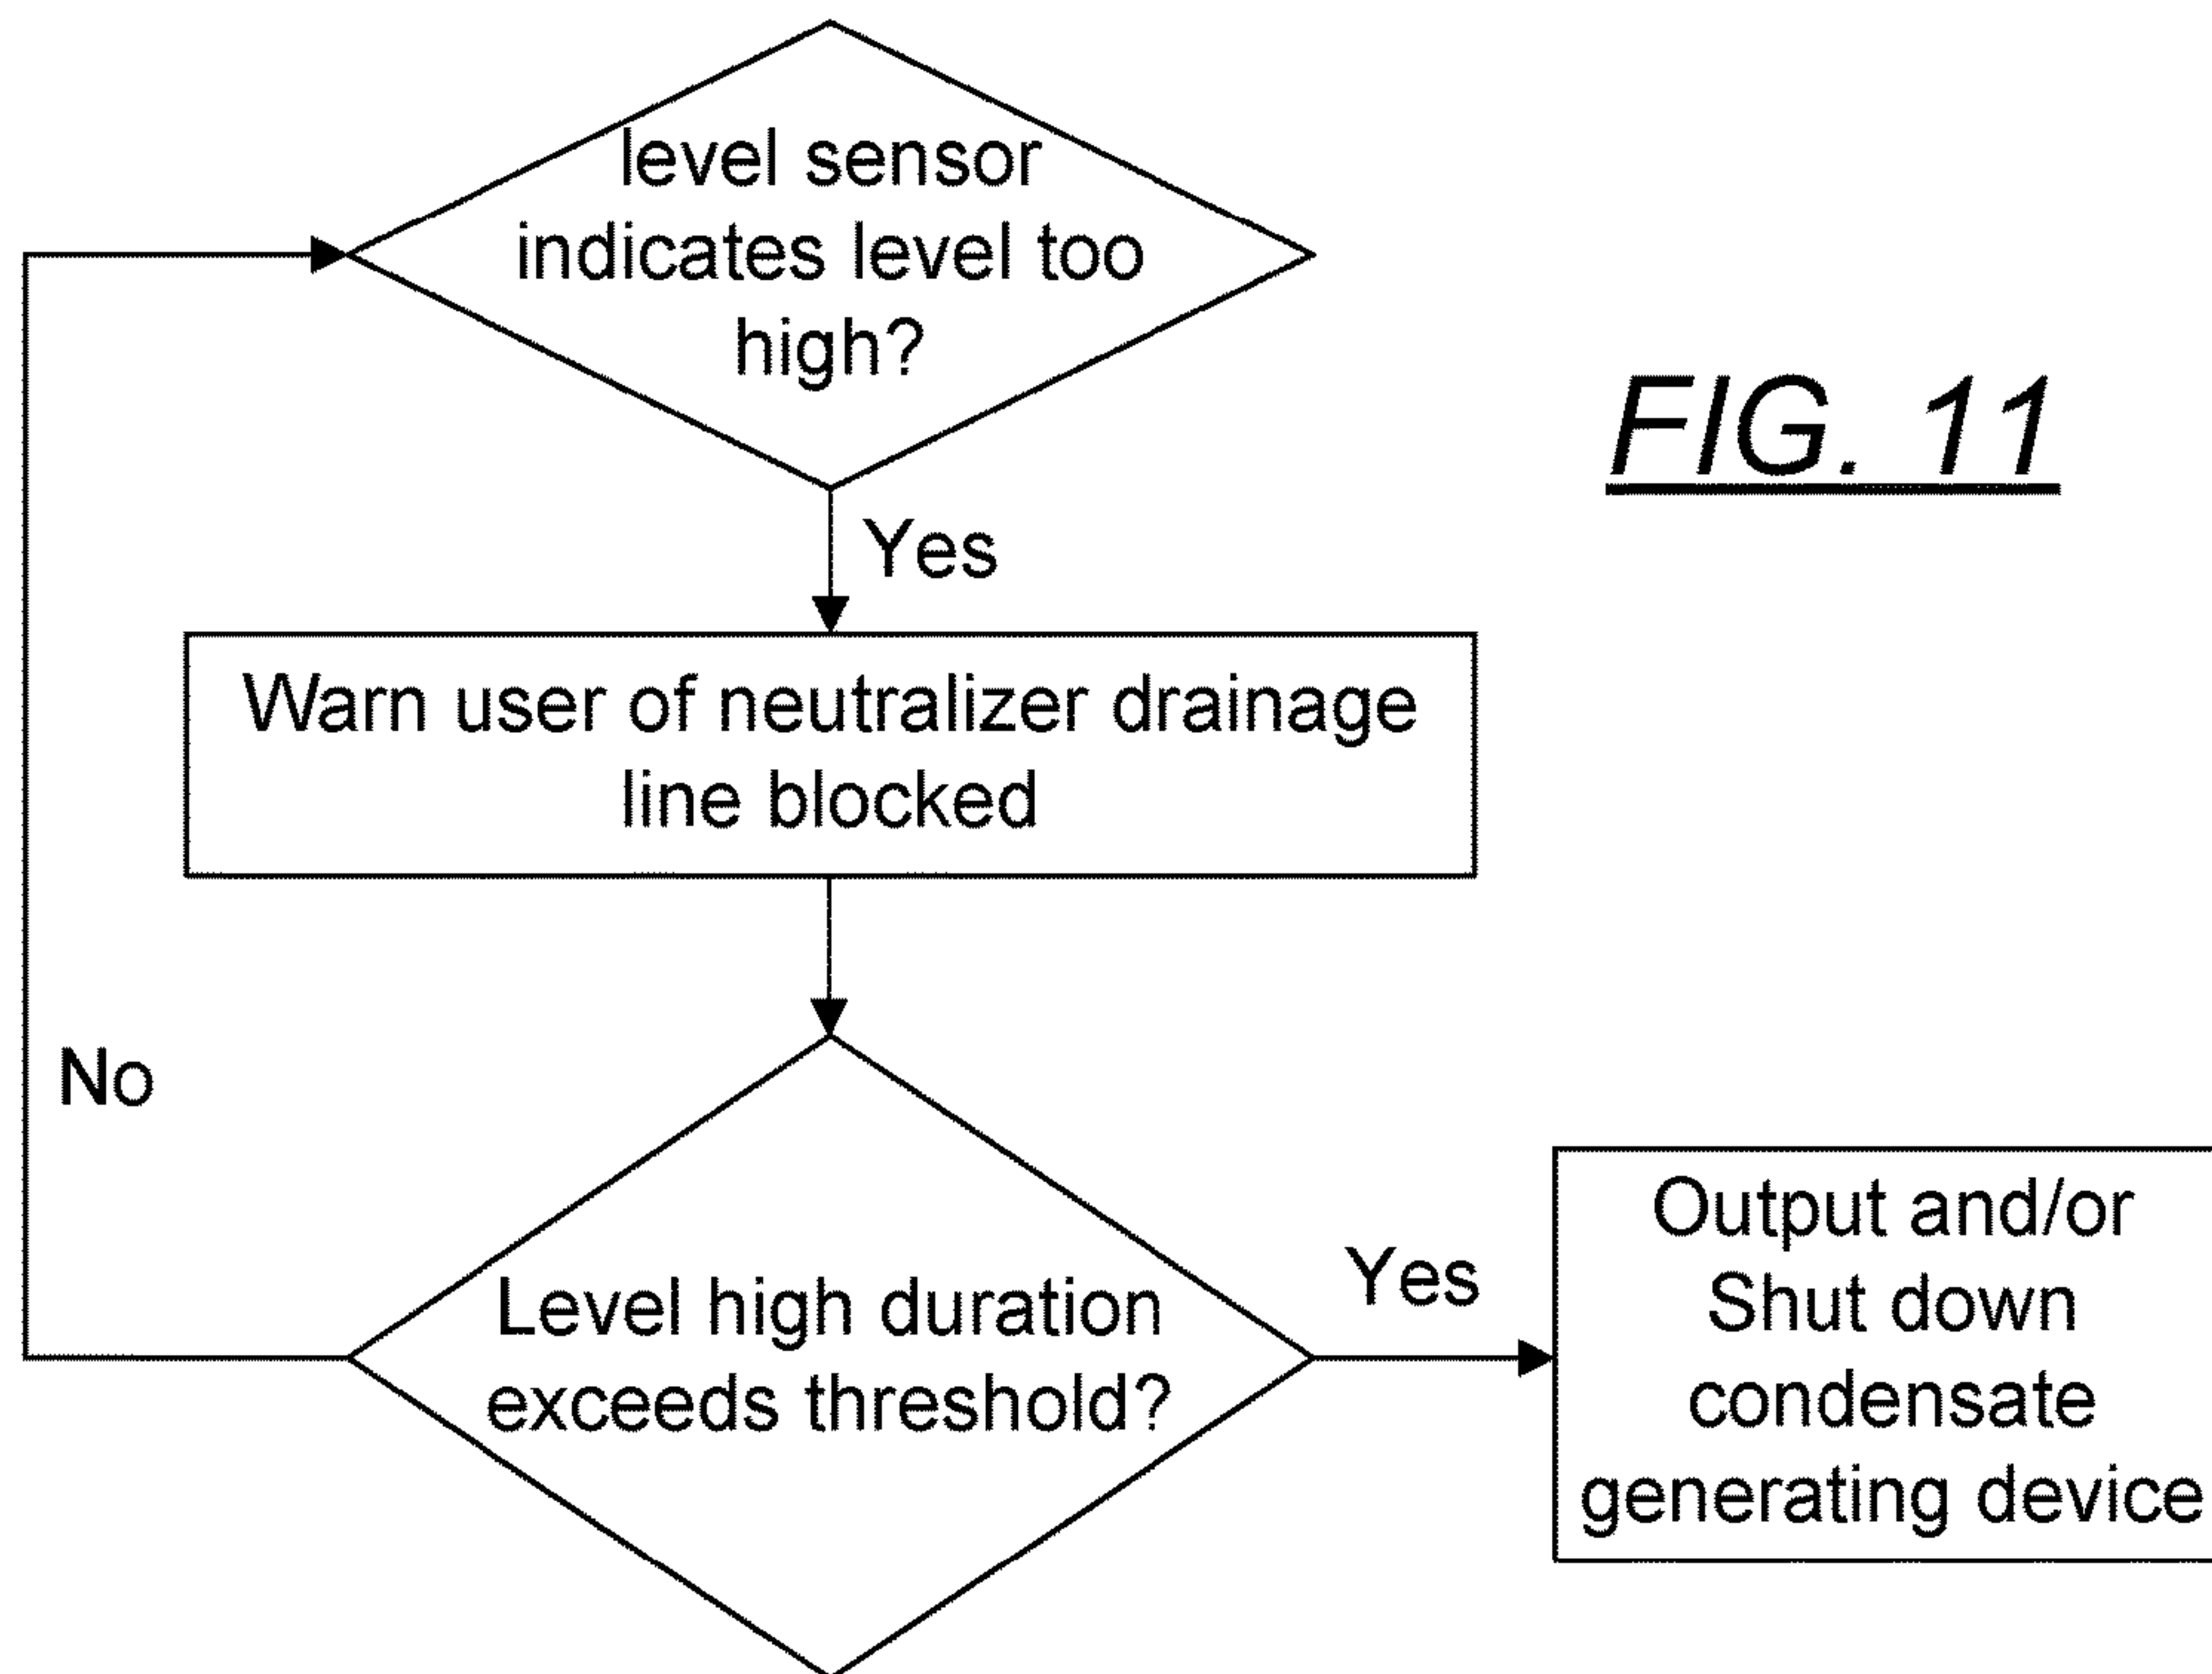 level sensor
indicates level too
high?
FIG. 11
Yes
Warn user of neutralizer drainage
line blocked
No
Level high duration
exceeds threshold?
Yes
Output and/or
Shut down
condensate
generating device